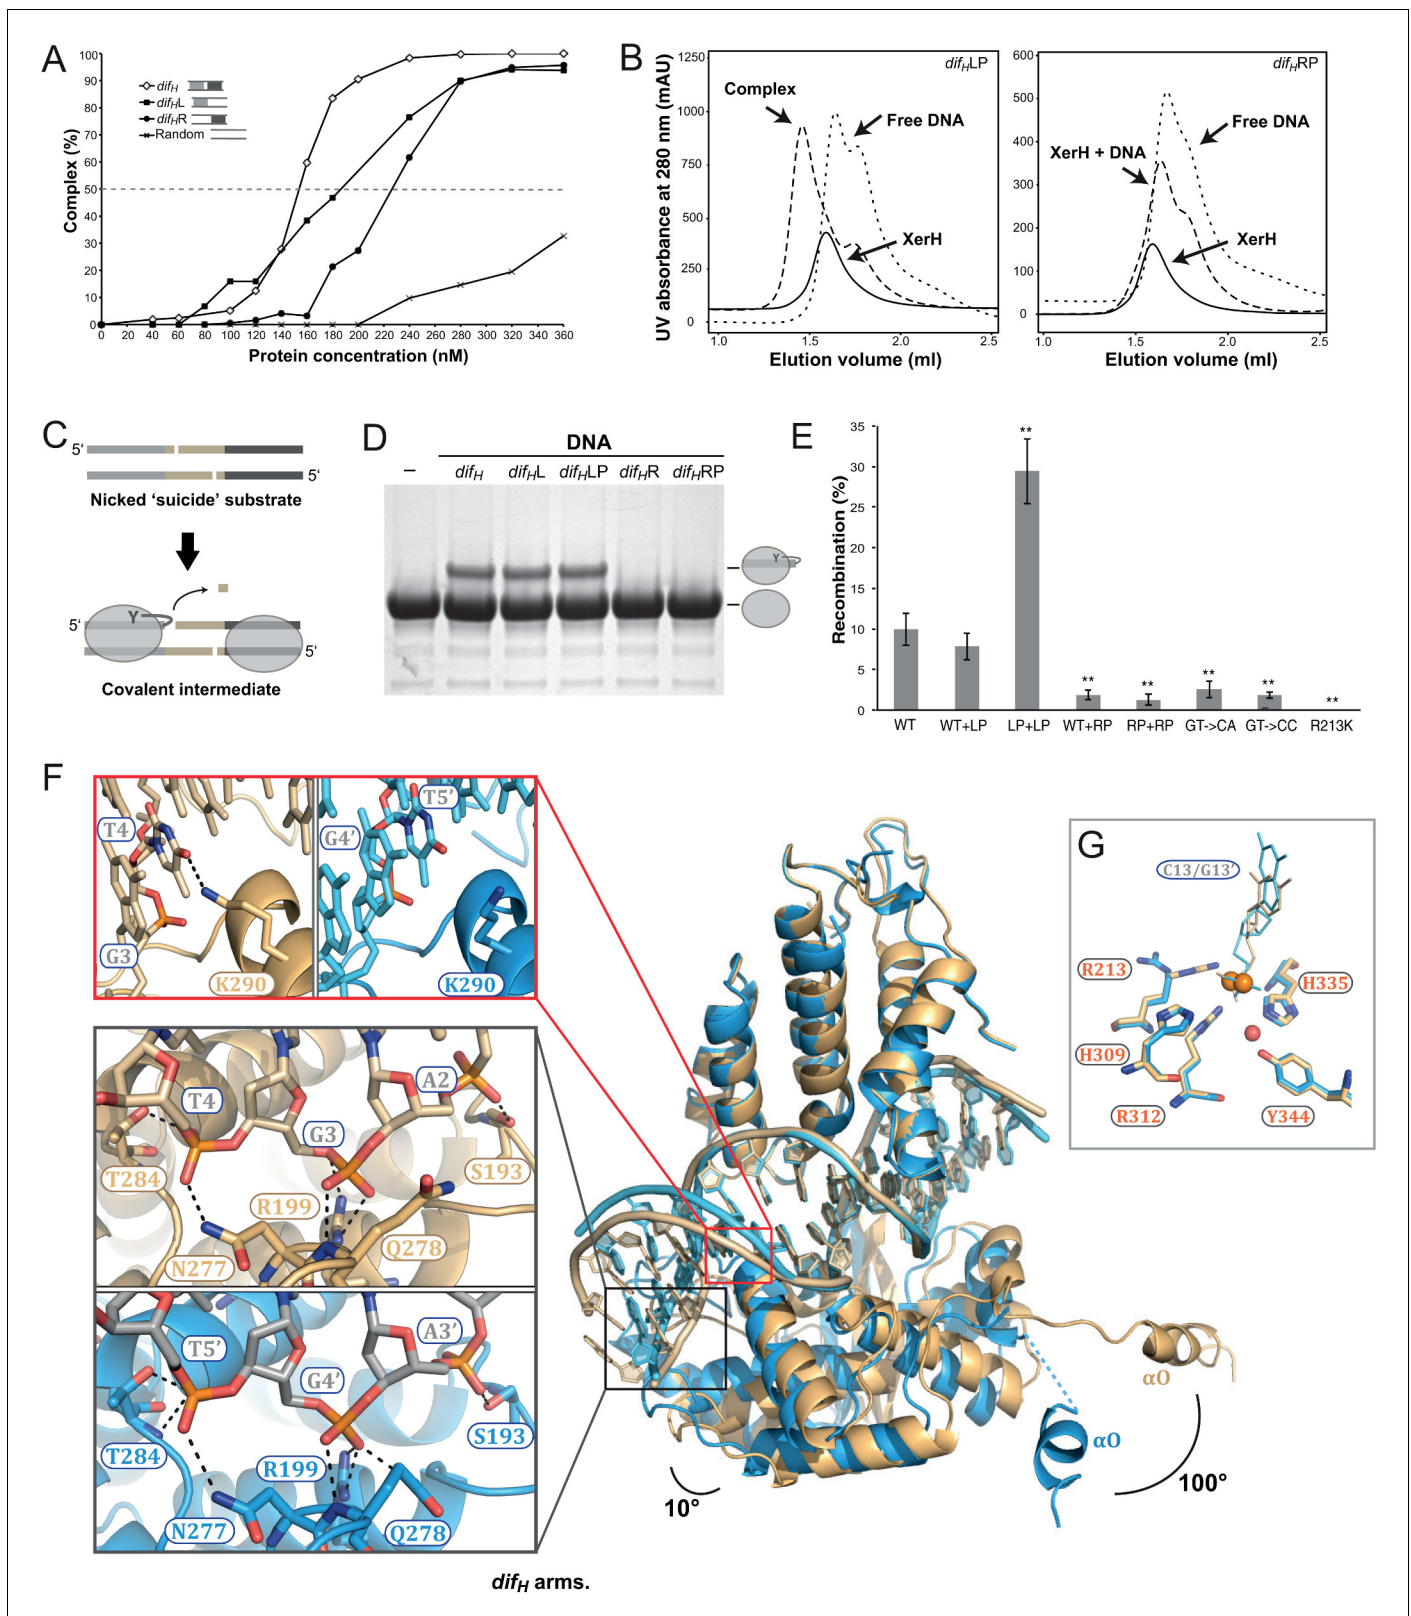 A
100
90
80
70
60
50
40
30
20
10
0
Complex (%)
difH
difHL
difHR
Random
0 20 40 60 80 100 120 140 160 180 200 220 240 260 280 300 320 340 360
Protein concentration (nM)
B
UV absorbance at 280 nm (mAU)
1250
1000
750
500
250
0
difHLP
Complex
Free DNA
XerH
1.0 1.5 2.0 2.5
Elution volume (ml)
600
500
400
300
200
100
0
difHRP
Free DNA
XerH + DNA
XerH
1.0 1.5 2.0 2.5
Elution volume (ml)
C
5'
5'
Nicked 'suicide' substrate
Y
5'
5'
Covalent intermediate
D
DNA
– difH difHL difHLP difHR difHRP
Y
E
Recombination (%)
35
30
25
20
15
10
5
0
**
** ** ** ** **
WT WT+LP LP+LP WT+RP RP+RP GT->CA GT->CC R213K
F
T4
G3
K290
T5'
G4'
K290
T4
A2
G3
T284
S193
R199
N277
Q278
T5'
A3'
G4'
T284
S193
R199
N277
Q278
αO
αO
10°
100°
G
C13/G13'
R213
H335
H309
R312
Y344
difH arms.